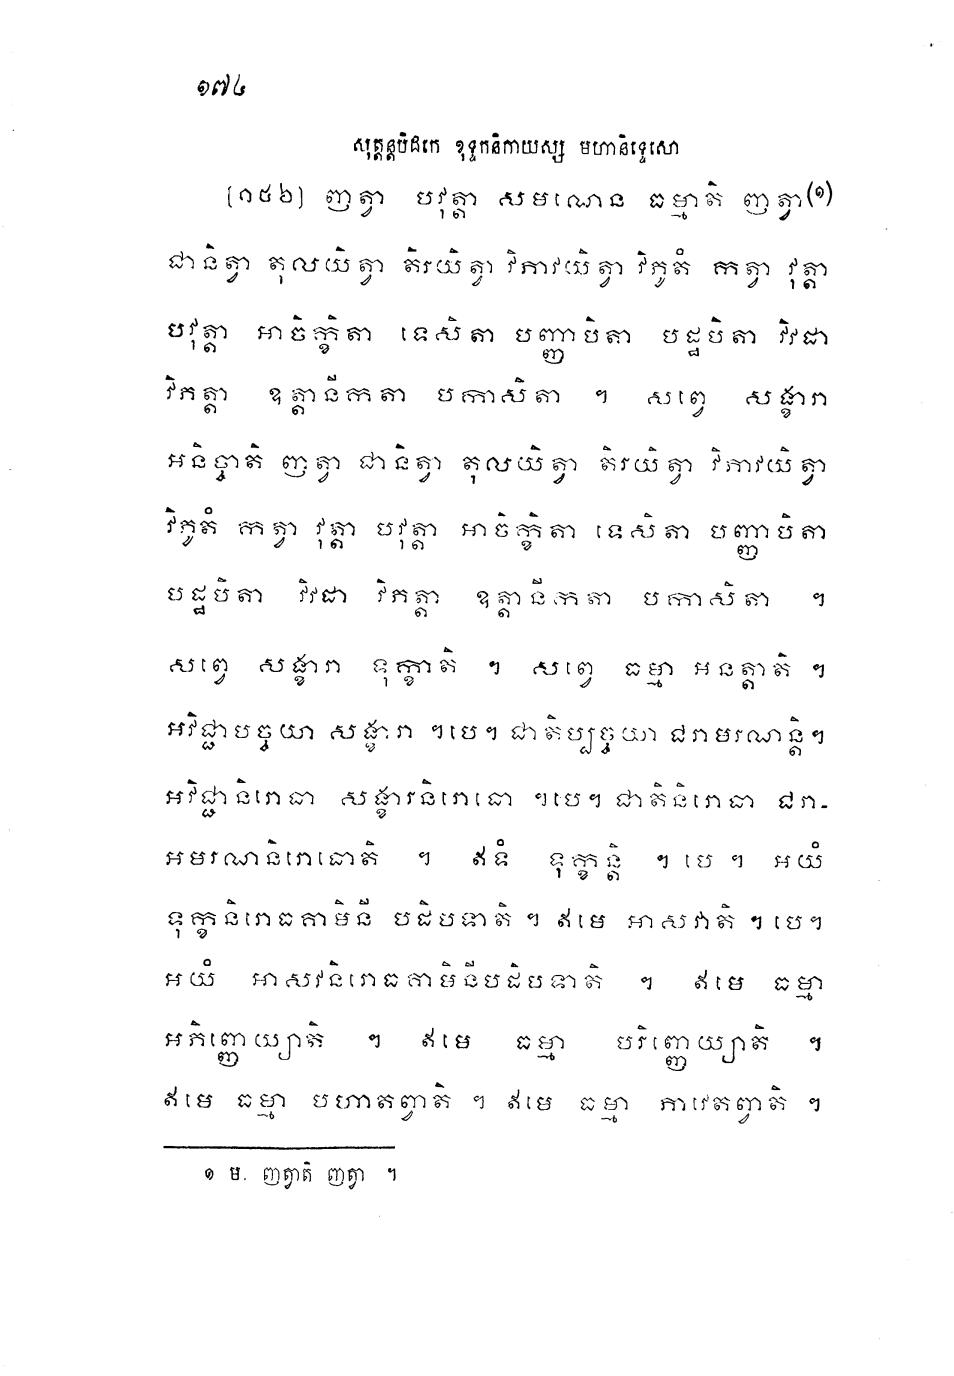 ១៧៤
សុត្តន្តបិដកេ ខុទ្ទកនិកាយស្ស មហានិទ្ទេសោ
[១៥៦] ញត្វា បវុត្តា សមណេន ធម្មាតិ ញត្វា(១)
ជានិត្វា តុលយិត្វា តិរយិត្វា វិភាវយិត្វា វិភូតំ កត្វា វុត្តា
បវុត្តា អាចិក្ខិតា ទេសិតា បញ្ញាបិតា បដ្ឋបិតា វិវដា
វិភត្តា ឧត្តានីកតា បកាសិតា ។ សព្វេ សង្ខារា
អនិច្ចាតិ ញត្វា ជានិត្វា តុលយិត្វា តិរយិត្វា វិភាវយិត្វា
វិភូតំ កត្វា វុត្តា បវុត្តា អាចិក្ខិតា ទេសិតា បញ្ញាបិតា
បដ្ឋបិតា វិវដា វិភត្តា ឧត្តានីកតា បកាសិតា ។
សព្វេ សង្ខារា ទុក្ខាតិ ។ សព្វេ ធម្មា អនត្តាតិ ។
អវិជ្ជាបច្ចយា សង្ខារា ។បេ។ ជាតិប្បច្ចយា ជរាមរណន្តិ។
អវិជ្ជានិរោធា សង្ខារនិរោធោ ។បេ។ ជាតិនិរោធា ជរា-
អមរណានិរោធោតិ ។ ឥទំ ទុក្ខន្តិ ។ បេ ។ អយំ
ទុក្ខនិរោធគាមិនី បដិបទាតិ ។ ឥមេ អាសវាតិ ។ បេ។
អយំ អាសវនិរោធគាមិនីបដិបទាតិ ។ ឥមេ ធម្មា
អភិញ្ញេយ្យាតិ ។ ឥមេ ធម្មា បរិញ្ញេយ្យាតិ ។
ឥមេ ធម្មា បហាតព្វាតិ ។ ឥមេ ធម្មា ភាវេតព្វាតិ ។
១ ម. ញត្វាតិ ញត្វា ។